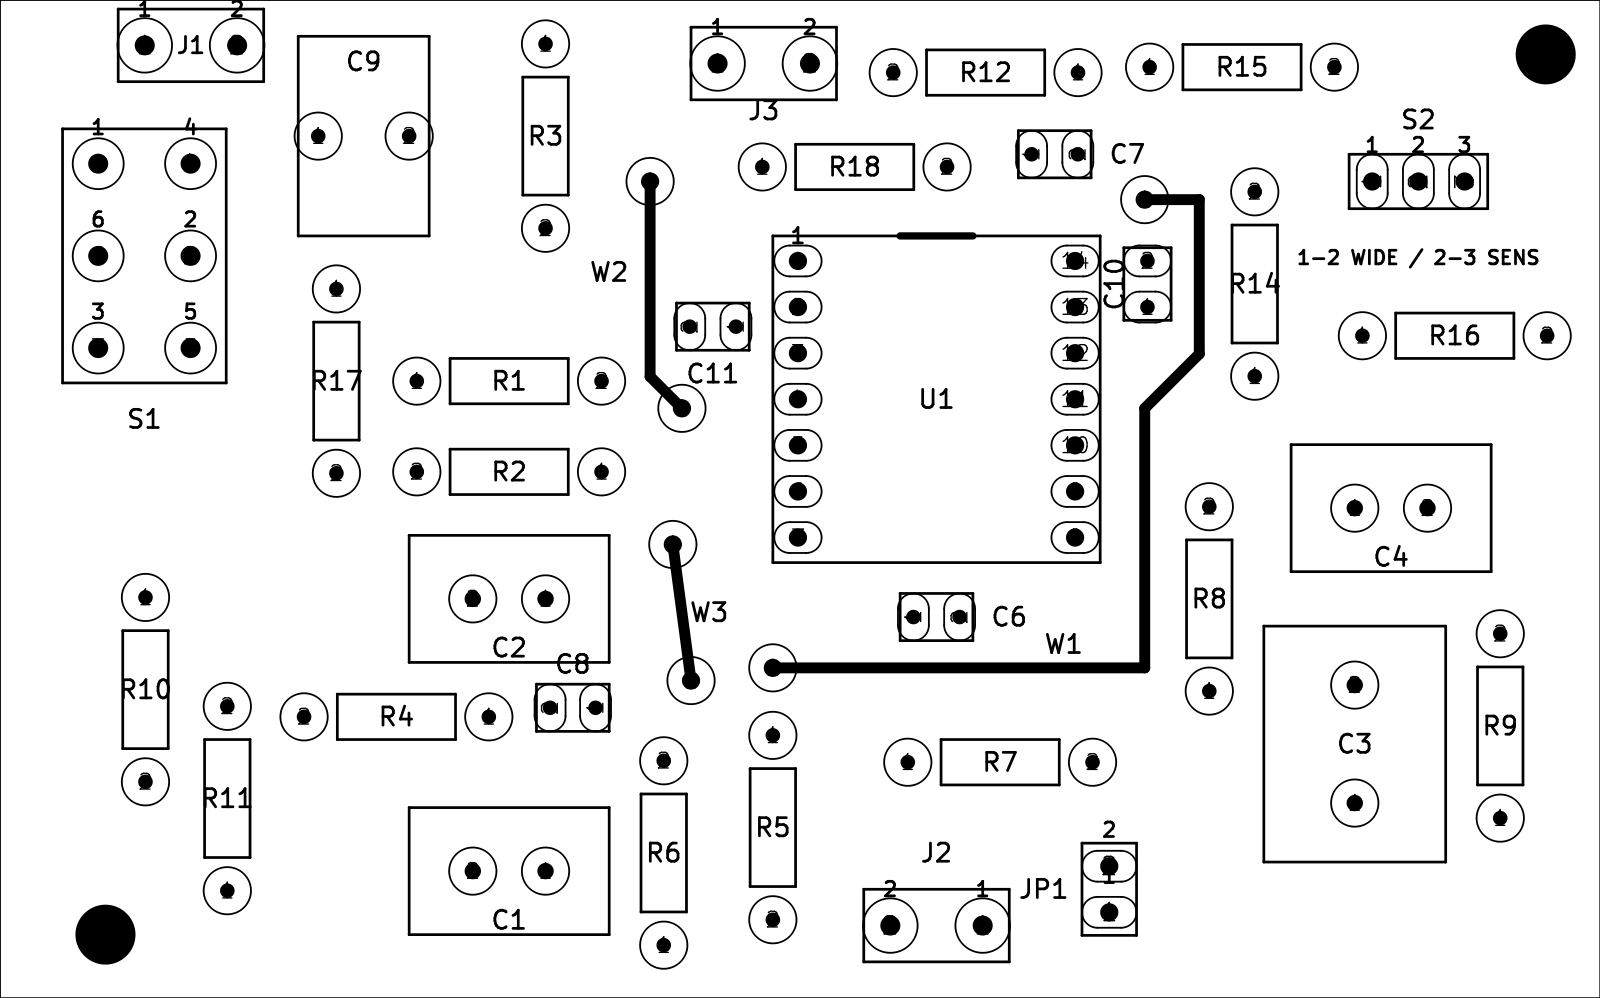 1 2
J1
C9
R3
1 2
J3
R12
R15
1 4
6 2
3 5
S1
R18
C7
S2
1 2 3
1-2 WIDE / 2-3 SENS
W2
C10
R14
R16
R17
C11
R1
R2
1
U1
14
13
12
11
10
C4
C2
W3
C6
W1
R8
R10
C8
R4
R11
R7
C3
R9
C1
R6
R5
J2
2 1
JP1
2
1